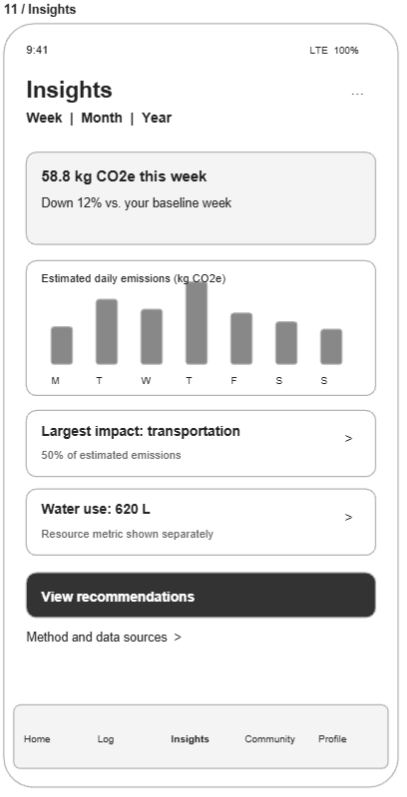 11 / Insights
9:41 LTE 100%
Insights ...
Week | Month | Year
58.8 kg CO2e this week
Down 12% vs. your baseline week
Estimated daily emissions (kg CO2e)
M T W T F S S
Largest impact: transportation >
50% of estimated emissions
Water use: 620 L >
Resource metric shown separately
View recommendations
Method and data sources >
Home Log Insights Community Profile